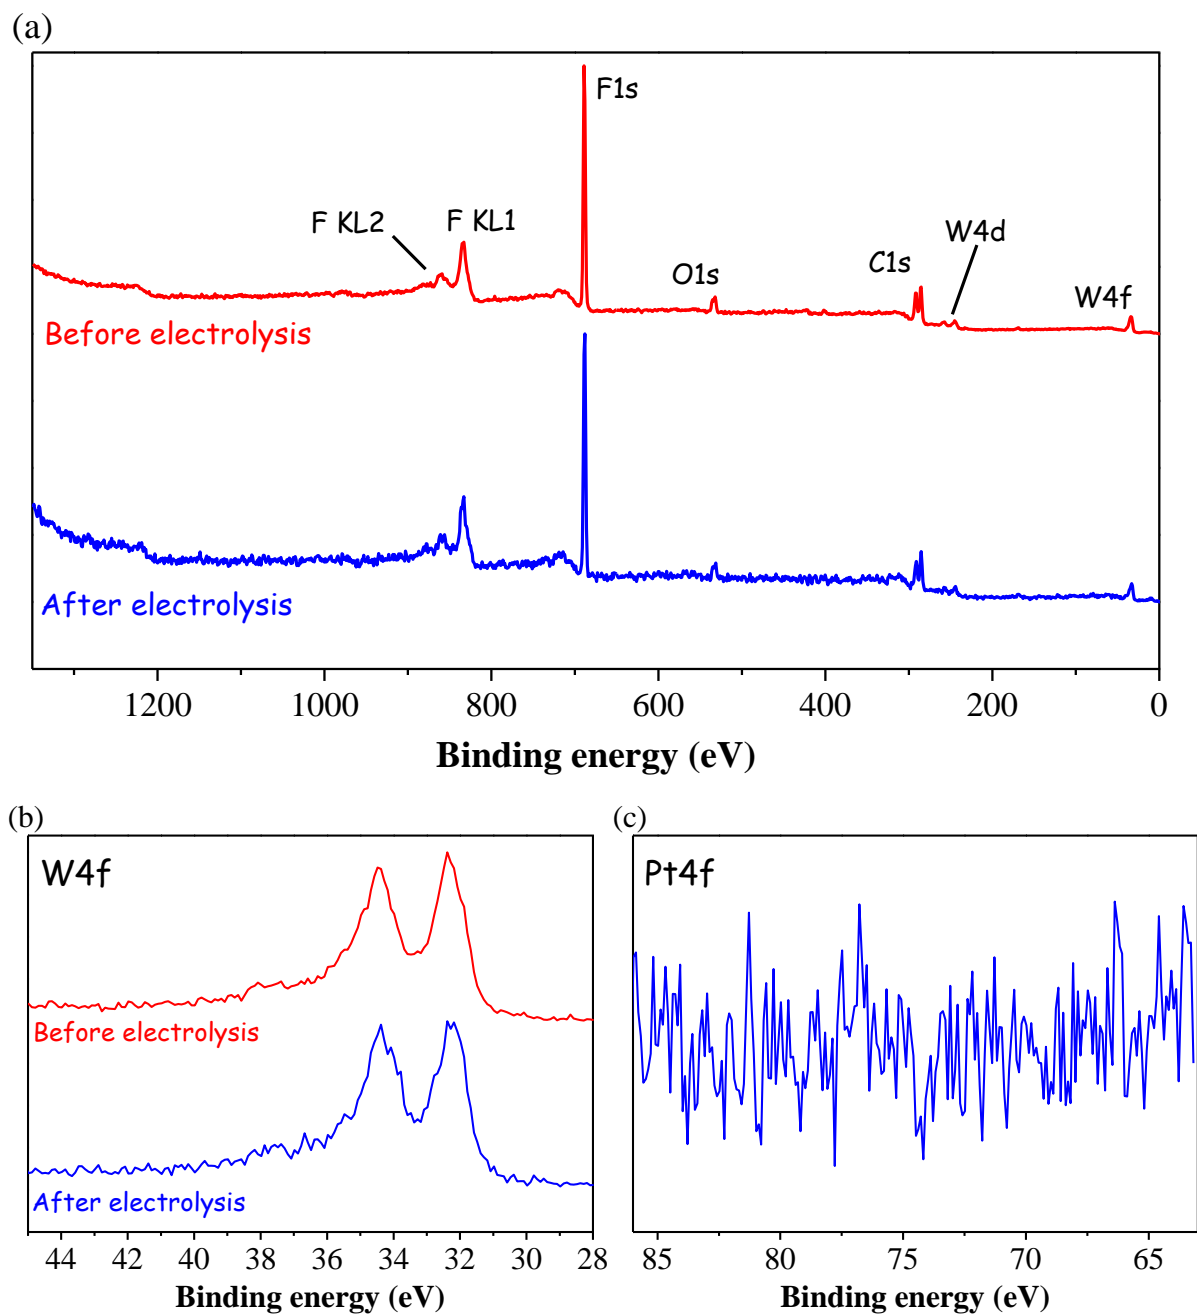 (a)
F1s
F KL2
F KL1
W4d
O1s
C1s
W4f
Before electrolysis
After electrolysis
1200 1000 800 600 400 200 0
Binding energy (eV)
(b)
W4f
Before electrolysis
After electrolysis
44 42 40 38 36 34 32 30 28
Binding energy (eV)
(c)
Pt4f
85 80 75 70 65
Binding energy (eV)